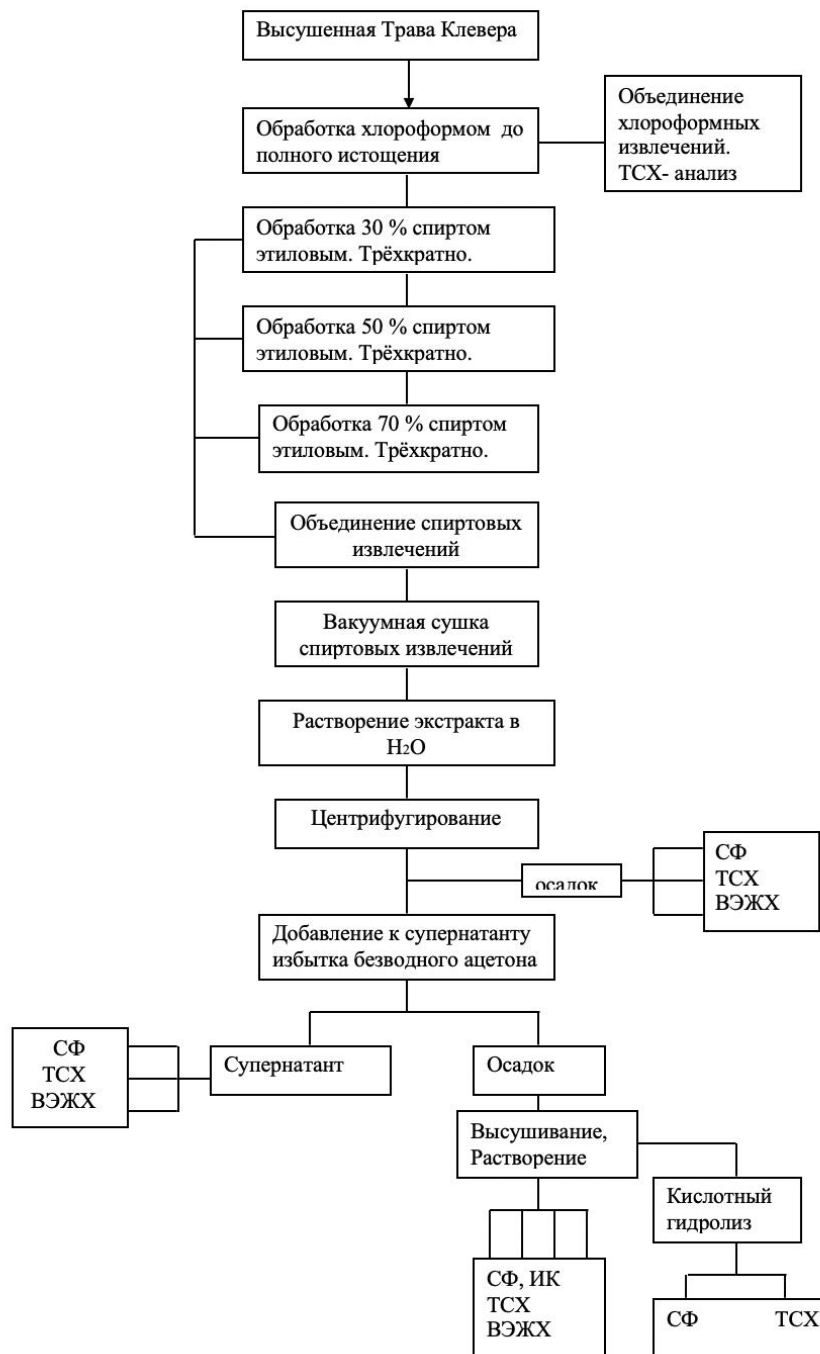 Высушенная Трава Клевера
Обработка хлороформом до
полного истощения
Объединение
хлороформных
извлечений.
ТСХ- анализ
Обработка 30 % спиртом
этиловым. Трёхкратно.
Обработка 50 % спиртом
этиловым. Трёхкратно.
Обработка 70 % спиртом
этиловым. Трёхкратно.
Объединение спиртовых
извлечений
Вакуумная сушка
спиртовых извлечений
Растворение экстракта в
H₂O
Центрифугирование
осадок
СФ
ТСХ
ВЭЖХ
Добавление к супернатанту
избытка безводного ацетона
СФ
ТСХ
ВЭЖХ
Супернатант
Осадок
Высушивание,
Растворение
Кислотный
гидролиз
СФ, ИК
ТСХ
ВЭЖХ
СФ ТСХ